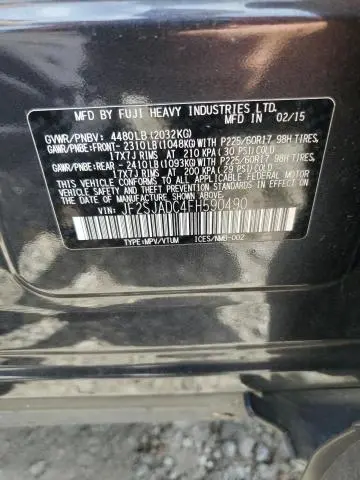 MFD BY FUJI HEAVY INDUSTRIES LTD.
MADE IN JAPAN 02/15
GVWR/PNBV: 4480LB(2032KG)
GAWR/PNBE:FRONT- 2310LB(1048KG)WITH P225/60R17 98H TIRES,
17X7J RIMS AT 210 KPA(30 PSI)COLD
GAWR/PNBE:REAR -2410LB(1093KG)WITH P225/60R17 98H TIRES,
17X7J RIMS AT 200 KPA(29 PSI)COLD
THIS VEHICLE CONFORMS TO ALL APPLICABLE FEDERAL MOTOR
VEHICLE SAFETY AND THEFT PREVENTION STANDARDS IN EFFECT ON THE
DATE OF MANUFACTURE SHOWN ABOVE.
VIN: JF2SJADC4FH590490
TYPE:MPV/VTUM ICES/NMB-002